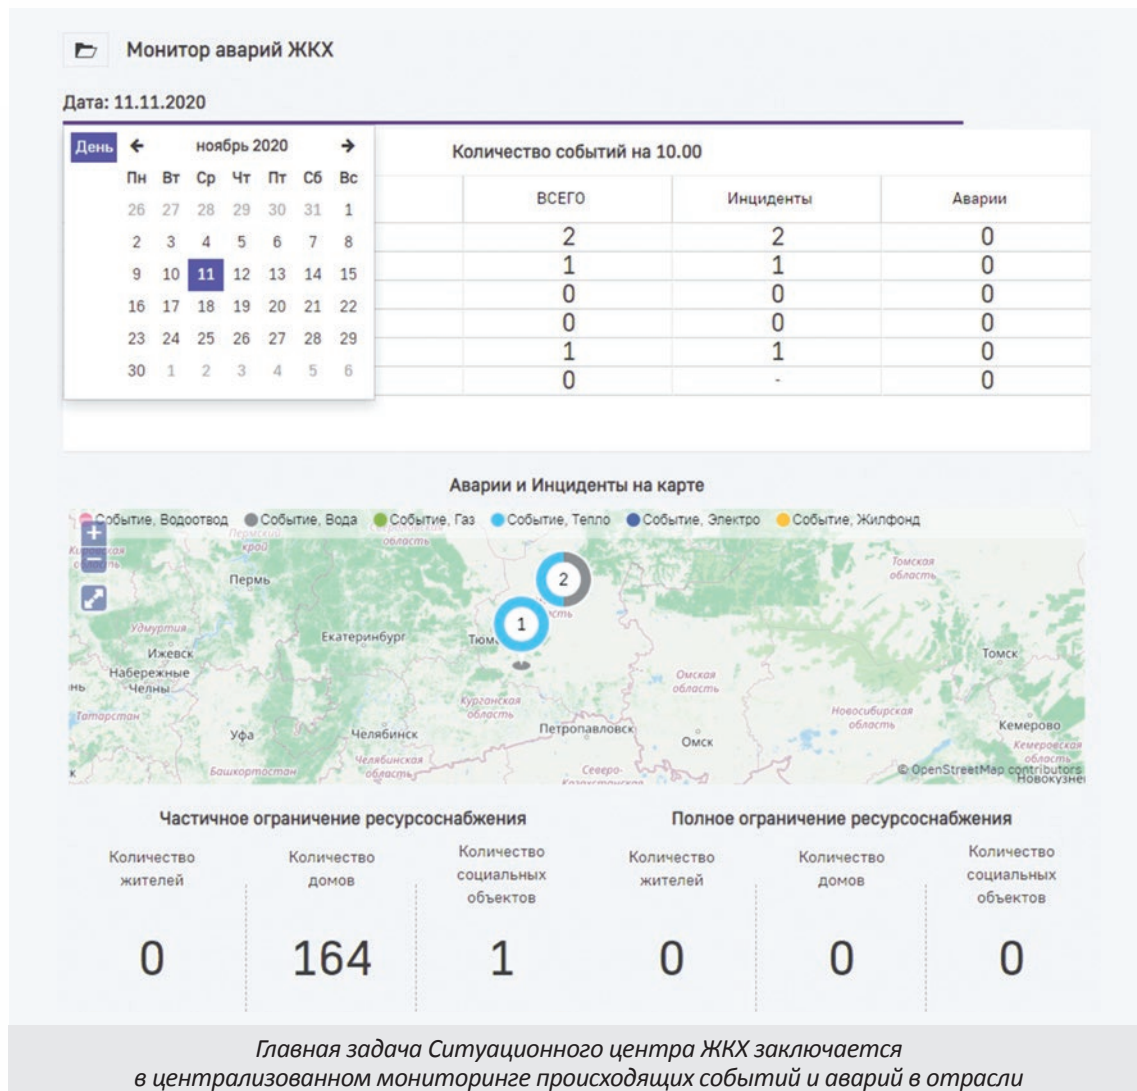 Монитор аварий ЖКХ
Дата: 11.11.2020
День ноябрь 2020
Пн Вт Ср Чт Пт Сб Вс
26 27 28 29 30 31 1
2 3 4 5 6 7 8
9 10 11 12 13 14 15
16 17 18 19 20 21 22
23 24 25 26 27 28 29
30 1 2 3 4 5 6
Количество событий на 10.00
ВСЕГО Инциденты Аварии
2 2 0
1 1 0
0 0 0
0 0 0
1 1 0
0 - 0
Аварии и Инциденты на карте
Событие, Водоотвод Событие, Вода Событие, Газ Событие, Тепло Событие, Электро Событие, Жилфонд
Пермский
край
область
Томская
область
Пермь
2
1
Удмуртия
Ижевск
Екатеринбург
Томск
Набережные
Челны
Татарстан
Омская
область
Курганская
область
Новосибирская
область
Уфа
Челябинск
Петропавловск
Омск
Кемерово
Кемеровская
область
Башкортостан
Челябинская
область
Северо-
Казахстанская
© OpenStreetMap contributors
Частичное ограничение ресурсоснабжения
Количество
жителей
Количество
домов
Количество
социальных
объектов
0 164 1
Полное ограничение ресурсоснабжения
Количество
жителей
Количество
домов
Количество
социальных
объектов
0 0 0
Главная задача Ситуационного центра ЖКХ заключается
в централизованном мониторинге происходящих событий и аварий в отрасли